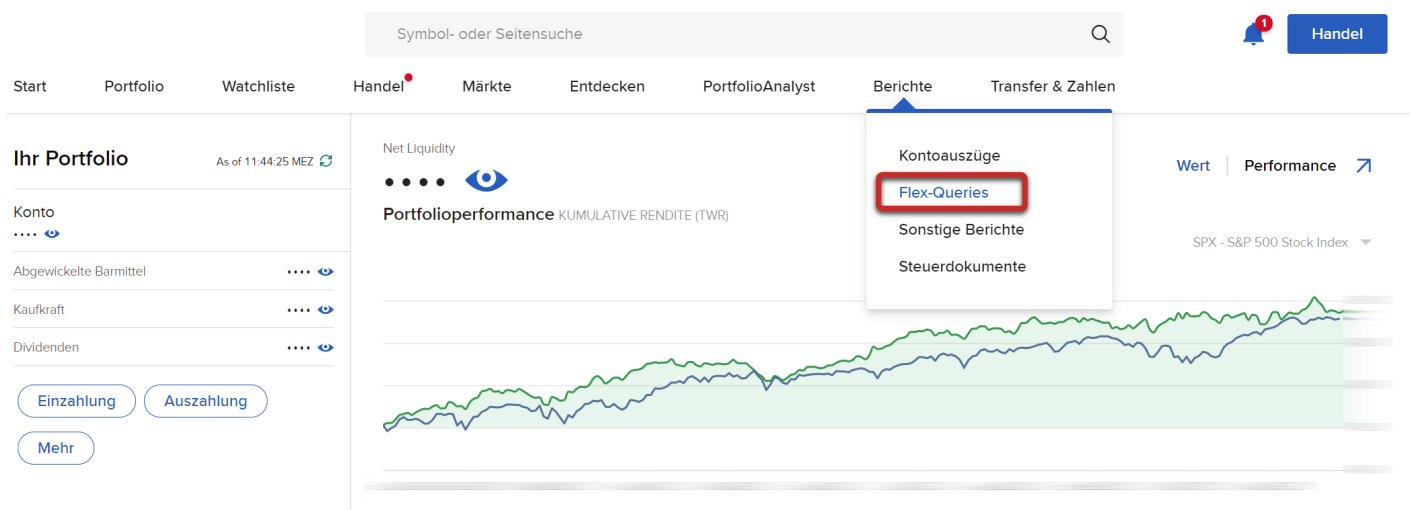 Symbol- oder Seitensuche
1
Handel
Start Portfolio Watchliste Handel Märkte Entdecken PortfolioAnalyst Berichte Transfer & Zahlen
Ihr Portfolio As of 11:44:25 MEZ
Konto
••••
Abgewickelte Barmittel ••••
Kaufkraft ••••
Dividenden ••••
Einzahlung Auszahlung
Mehr
Net Liquidity
••••
Portfolioperformance KUMULATIVE RENDITE (TWR)
Kontoauszüge
Flex-Queries
Sonstige Berichte
Steuerdokumente
Wert Performance
SPX - S&P 500 Stock Index